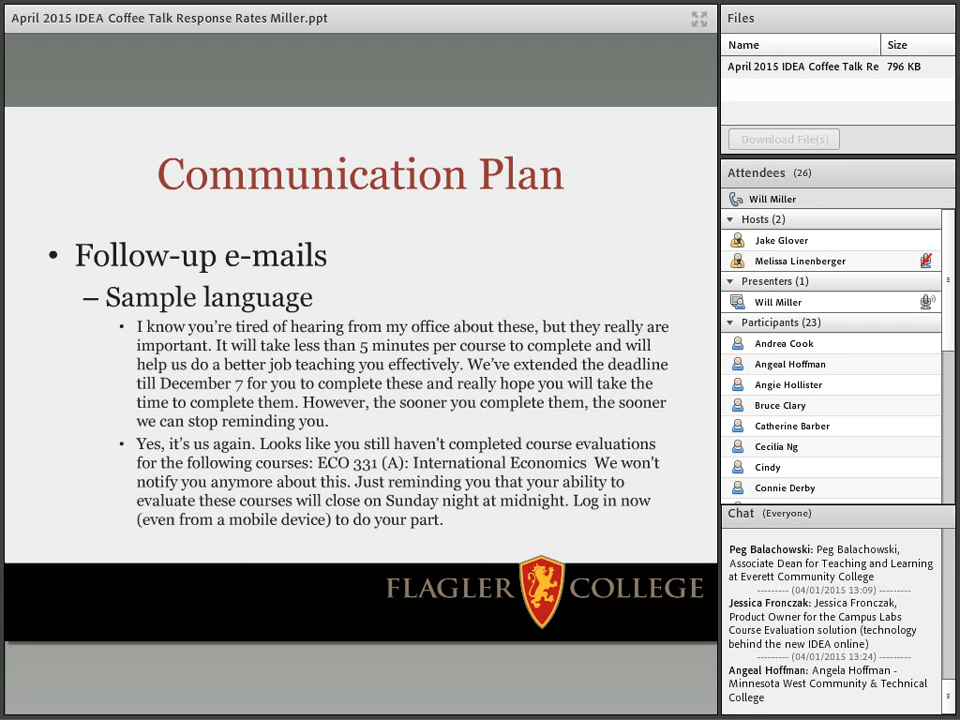 April 2015 IDEA Coffee Talk Response Rates Miller.ppt
Communication Plan
• Follow-up e-mails
– Sample language
• I know you’re tired of hearing from my office about these, but they really are
important. It will take less than 5 minutes per course to complete and will
help us do a better job teaching you effectively. We’ve extended the deadline
till December 7 for you to complete these and really hope you will take the
time to complete them. However, the sooner you complete them, the sooner
we can stop reminding you.
• Yes, it’s us again. Looks like you still haven't completed course evaluations
for the following courses: ECO 331 (A): International Economics  We won't
notify you anymore about this. Just reminding you that your ability to
evaluate these courses will close on Sunday night at midnight. Log in now
(even from a mobile device) to do your part.
FLAGLER COLLEGE
Files
Name Size
April 2015 IDEA Coffee Talk Re 796 KB
Download File(s)
Attendees (26)
Will Miller
Hosts (2)
Jake Glover
Melissa Linenberger
Presenters (1)
Will Miller
Participants (23)
Andrea Cook
Angeal Hoffman
Angie Hollister
Bruce Clary
Catherine Barber
Cecilia Ng
Cindy
Connie Derby
Chat (Everyone)
Peg Balachowski: Peg Balachowski,
Associate Dean for Teaching and Learning
at Everett Community College
--------- (04/01/2015 13:09) ---------
Jessica Fronczak: Jessica Fronczak,
Product Owner for the Campus Labs
Course Evaluation solution (technology
behind the new IDEA online)
--------- (04/01/2015 13:24) ---------
Angeal Hoffman: Angela Hoffman -
Minnesota West Community & Technical
College